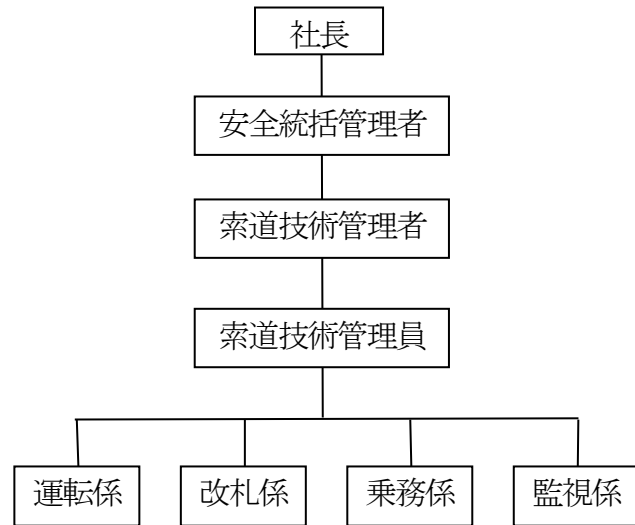 社長
安全統括管理者
索道技術管理者
索道技術管理員
運転係
改札係
乗務係
監視係